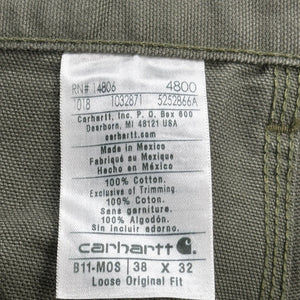 RN# 14806 4800
1018 1032871 5252866A
Carhartt, Inc. P.O. Box 600
Dearborn, MI 48121 USA
carhartt.com
Made in Mexico
Fabriqué au Mexique
Hecho en México
100% Cotton.
Exclusive of Trimming.
100% Coton.
Sans garniture.
100% Algodón.
Sin incluir adorno.
carhartt
B11-MOS 38 X 32
Loose Original Fit